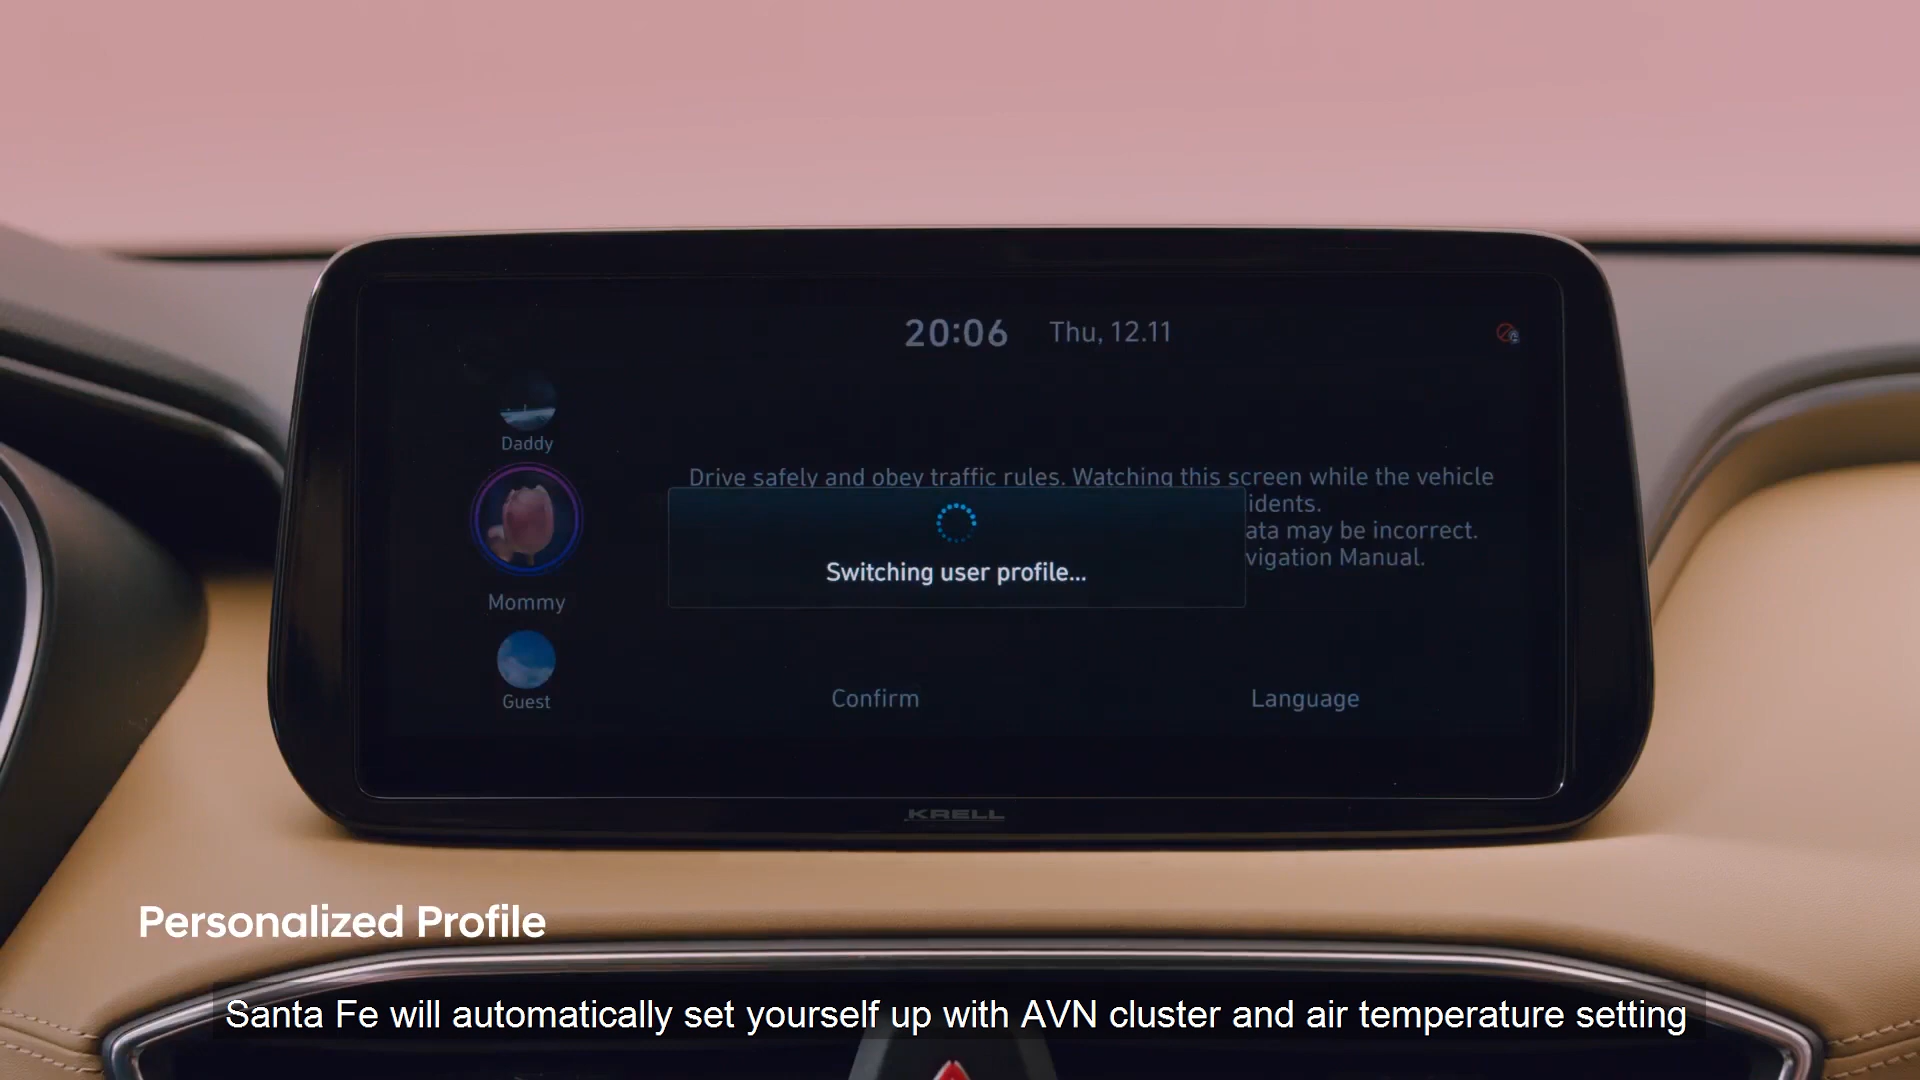 20:06 Thu, 12.11
Daddy
Drive safely and obey traffic rules. Watching this screen while the vehicle
idents.
ata may be incorrect.
vigation Manual.
Switching user profile...
Mommy
Guest
Confirm
Language
KRELL
Personalized Profile
Santa Fe will automatically set yourself up with AVN cluster and air temperature setting